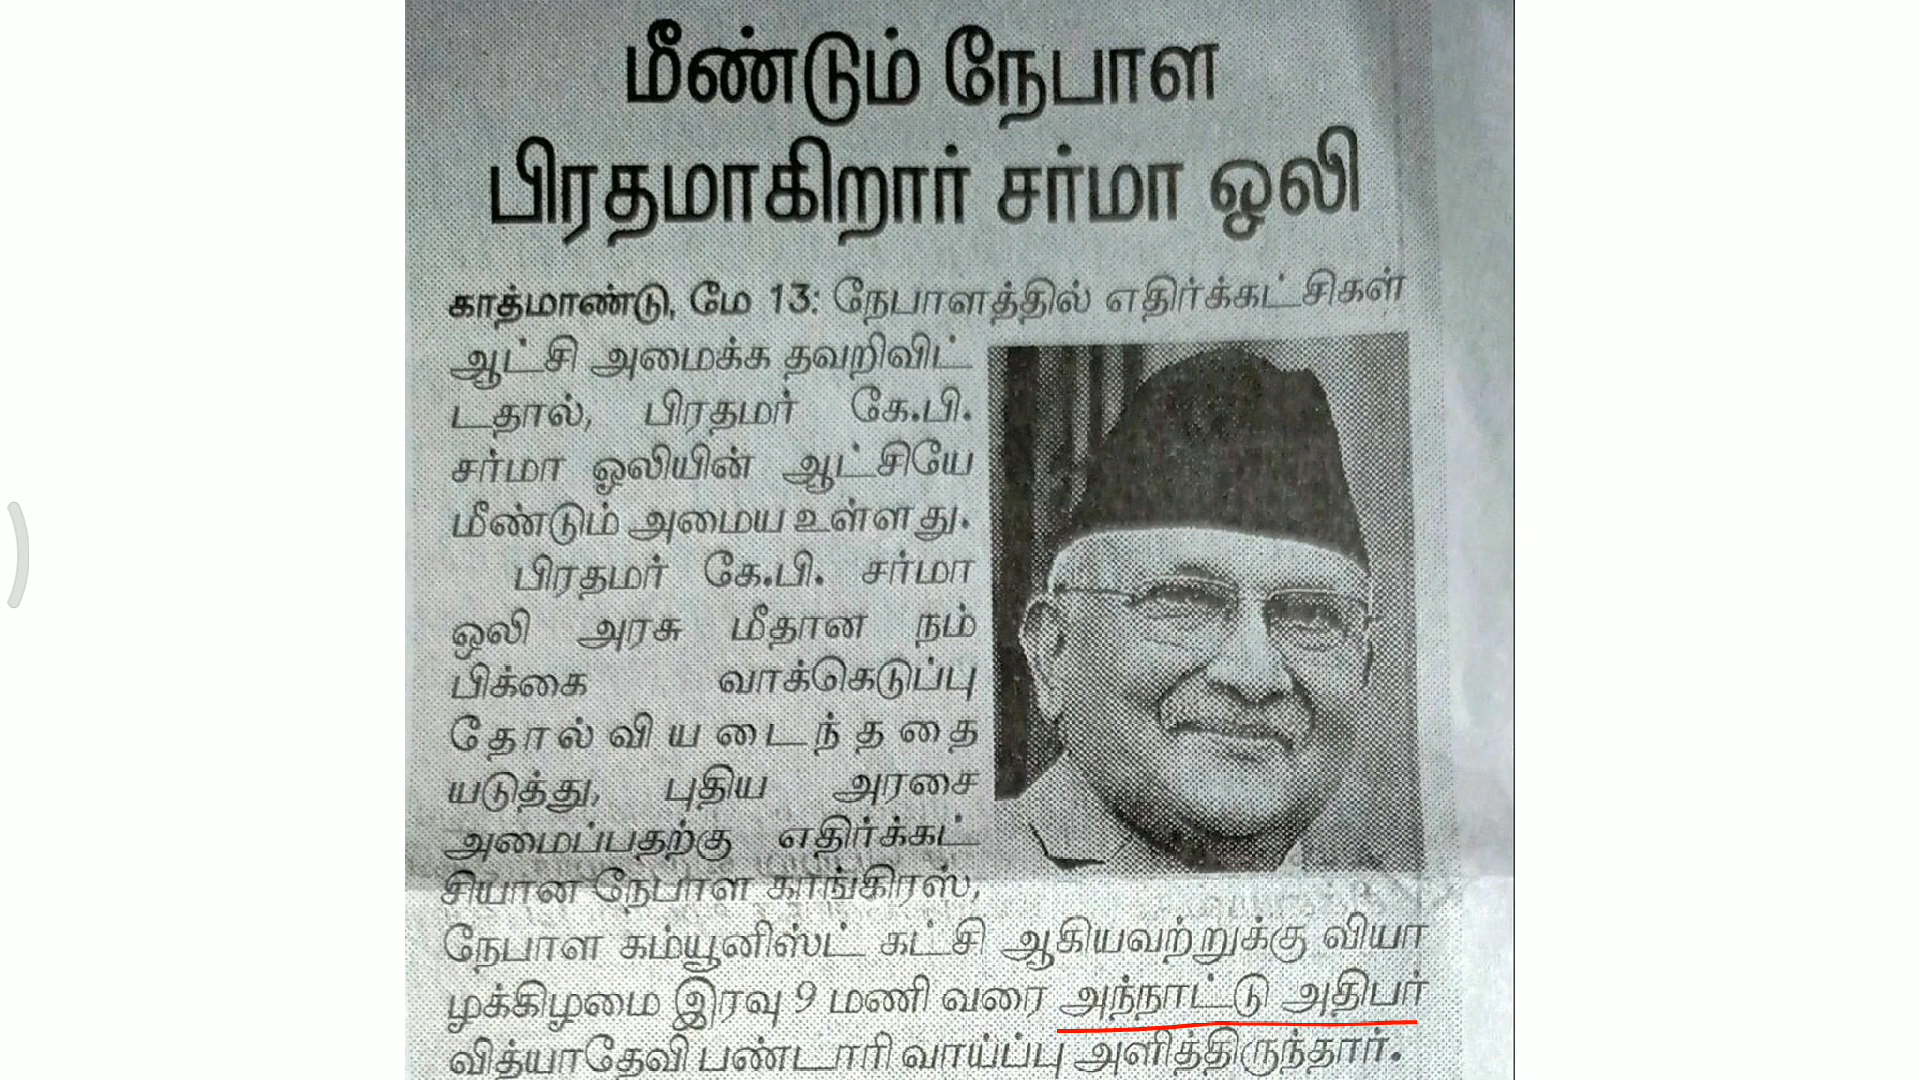 மீண்டும் நேபாள
பிரதமாகிறார் சர்மா ஒலி
காத்மாண்டு, மே 13: நேபாளத்தில் எதிர்க்கட்சிகள்
ஆட்சி அமைக்க தவறிவிட்
டதால், பிரதமர் கே.பி.
சர்மா ஒலியின் ஆட்சியே
மீண்டும் அமைய உள்ளது.
பிரதமர் கே.பி. சர்மா
ஒலி அரசு மீதான நம்
பிக்கை வாக்கெடுப்பு
தோல்வியடைந்ததை
யடுத்து, புதிய அரசை
அமைப்பதற்கு எதிர்க்கட்
சியான நேபாள காங்கிரஸ்,
நேபாள கம்யூனிஸ்ட் கட்சி ஆகியவற்றுக்கு வியா
ழக்கிழமை இரவு 9 மணி வரை அந்நாட்டு அதிபர்
வித்யாதேவி பண்டாரி வாய்ப்பு அளித்திருந்தார்.